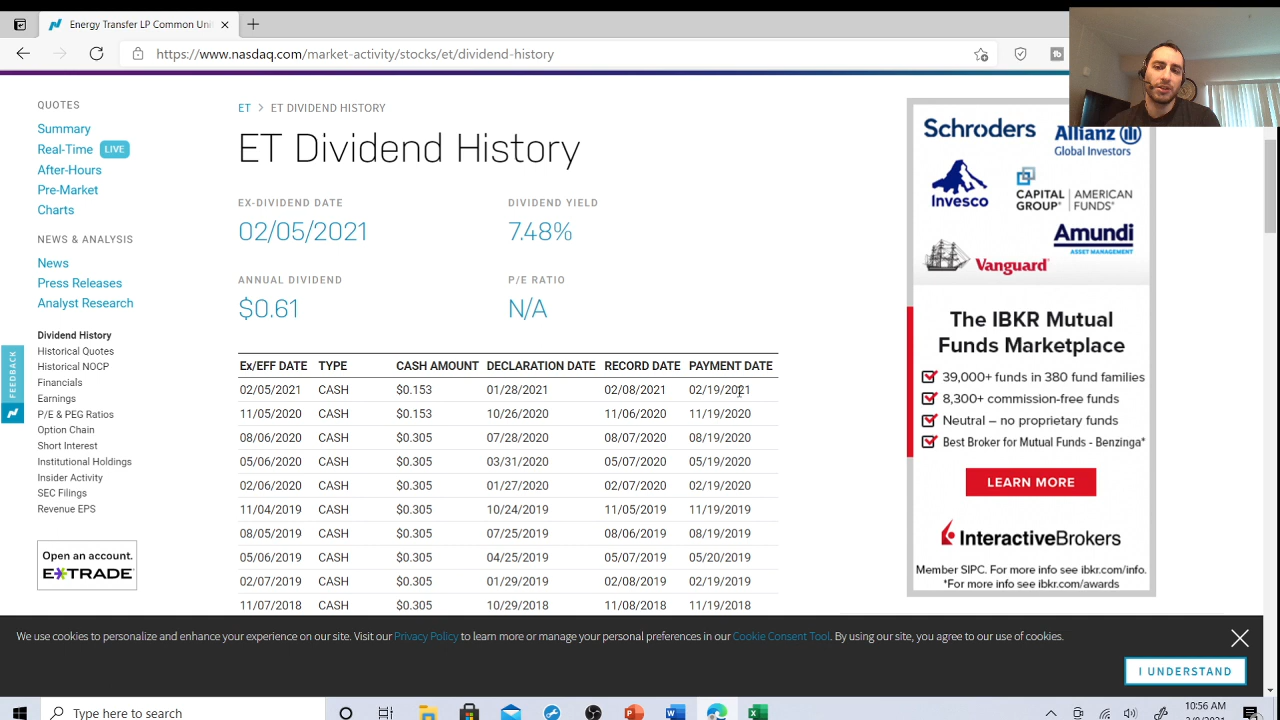 Energy Transfer LP Common Uni
https://www.nasdaq.com/market-activity/stocks/et/dividend-history
QUOTES
Summary
Real-Time LIVE
After-Hours
Pre-Market
Charts
NEWS & ANALYSIS
News
Press Releases
Analyst Research
Dividend History
Historical Quotes
Historical NOCP
Financials
Earnings
P/E & PEG Ratios
Option Chain
Short Interest
Institutional Holdings
Insider Activity
SEC Filings
Revenue EPS
FEEDBACK
Open an account.
E*TRADE
ET > ET DIVIDEND HISTORY
ET Dividend History
EX-DIVIDEND DATE DIVIDEND YIELD
02/05/2021 7.48%
ANNUAL DIVIDEND P/E RATIO
$0.61 N/A
Ex/EFF DATE TYPE CASH AMOUNT DECLARATION DATE RECORD DATE PAYMENT DATE
02/05/2021 CASH $0.153 01/28/2021 02/08/2021 02/19/2021
11/05/2020 CASH $0.153 10/26/2020 11/06/2020 11/19/2020
08/06/2020 CASH $0.305 07/28/2020 08/07/2020 08/19/2020
05/06/2020 CASH $0.305 03/31/2020 05/07/2020 05/19/2020
02/06/2020 CASH $0.305 01/27/2020 02/07/2020 02/19/2020
11/04/2019 CASH $0.305 10/24/2019 11/05/2019 11/19/2019
08/05/2019 CASH $0.305 07/25/2019 08/06/2019 08/19/2019
05/06/2019 CASH $0.305 04/25/2019 05/07/2019 05/20/2019
02/07/2019 CASH $0.305 01/29/2019 02/08/2019 02/19/2019
11/07/2018 CASH $0.305 10/29/2018 11/08/2018 11/19/2018
Schroders
Allianz
Global Investors
Invesco
CAPITAL GROUP® | AMERICAN FUNDS®
Amundi
ASSET MANAGEMENT
Vanguard
The IBKR Mutual
Funds Marketplace
39,000+ funds in 380 fund families
8,300+ commission-free funds
Neutral – no proprietary funds
Best Broker for Mutual Funds - Benzinga*
LEARN MORE
InteractiveBrokers
Member SIPC. For more info see ibkr.com/info.
*For more info see ibkr.com/awards
We use cookies to personalize and enhance your experience on our site. Visit our Privacy Policy to learn more or manage your personal preferences in our Cookie Consent Tool. By using our site, you agree to our use of cookies.
I UNDERSTAND
Type here to search
10:56 AM